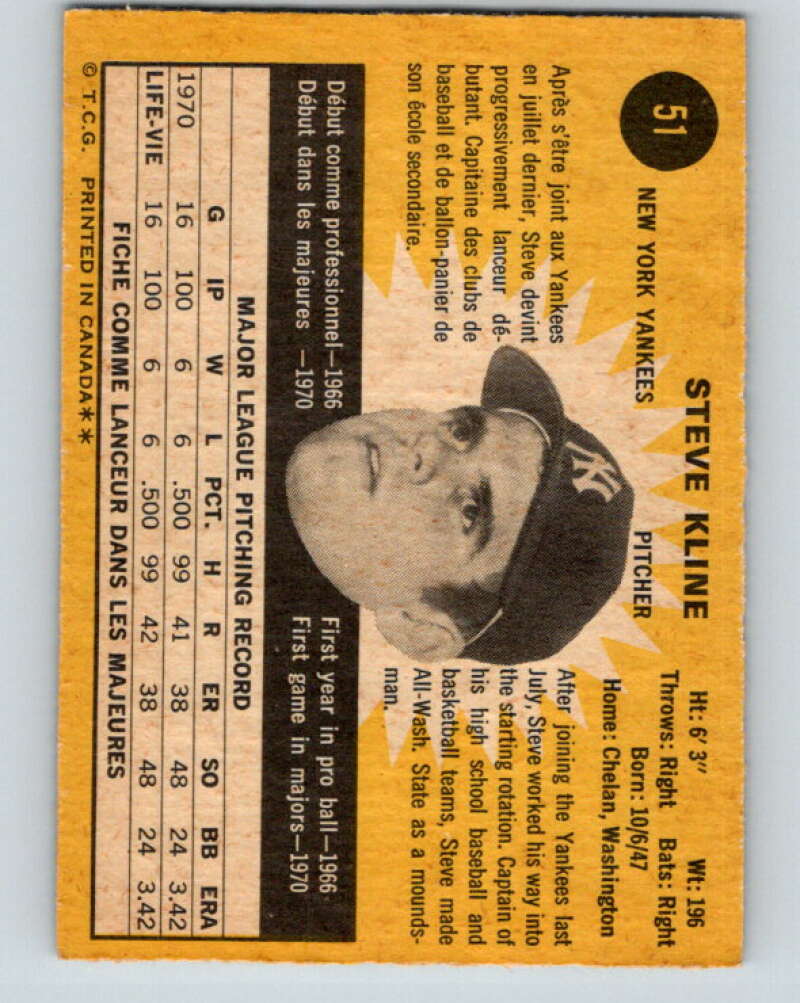 51
STEVE KLINE
NEW YORK YANKEES
PITCHER
Ht: 6'3" Wt: 196
Throws: Right Bats: Right
Born: 10/6/47
Home: Chelan, Washington
Après s'être joint aux Yankees
en juillet dernier, Steve devint
progressivement lanceur dé-
butant. Capitaine des clubs de
baseball et de ballon-panier de
son école secondaire.
After joining the Yankees last
July, Steve worked his way into
the starting rotation. Captain of
his high school baseball and
basketball teams, Steve made
All-Wash. State as a mounds-
man.
NY
Début comme professionnel—1966
Début dans les majeures —1970
First year in pro ball—1966
First game in majors—1970
MAJOR LEAGUE PITCHING RECORD
G IP W L PCT. H R ER SO BB ERA
1970 16 100 6 6 .500 99 41 38 48 24 3.42
LIFE-VIE 16 100 6 6 .500 99 42 38 48 24 3.42
FICHE COMME LANCEUR DANS LES MAJEURES
© T.C.G. PRINTED IN CANADA**